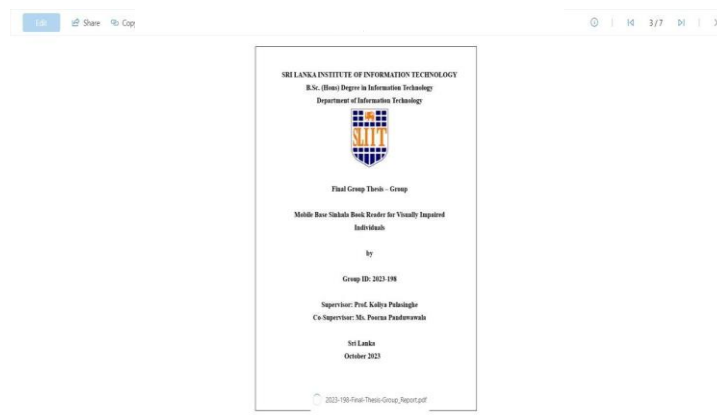 Edit Share Copy 3/7
SRI LANKA INSTITUTE OF INFORMATION TECHNOLOGY
B.Sc. (Hons) Degree in Information Technology
Department of Information Technology
SLIIT
Final Group Thesis – Group
Mobile Base Sinhala Book Reader for Visually Impaired
Individuals
by
Group ID: 2023-198
Supervisor: Prof. Koliya Pulasinghe
Co-Supervisor: Ms. Poorna Panduwawala
Sri Lanka
October 2023
2023-198-Final-Thesis-Group_Report.pdf